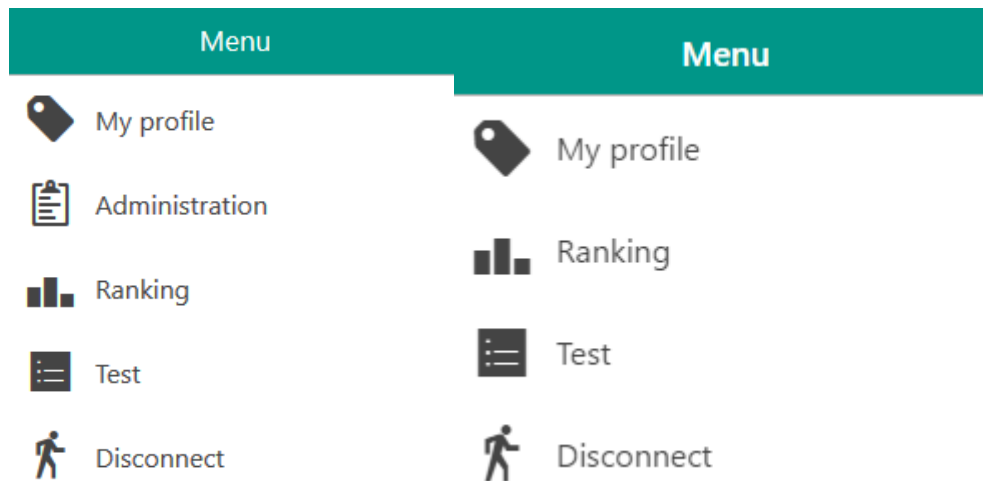 Menu
My profile
Administration
Ranking
Test
Disconnect
Menu
My profile
Ranking
Test
Disconnect